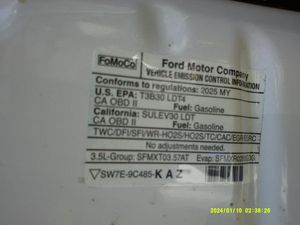 FoMoCo
Ford Motor Company
VEHICLE EMISSION CONTROL INFORMATION
Conforms to regulations: 2025 MY
U.S. EPA: T3B30 LDT4
CA OBD II Fuel: Gasoline
California: SULEV30 LDT
CA OBD II Fuel: Gasoline
TWC/DFI/SFI/WR-HO2S/HO2S/TC/CAC/EGR/EGRC
No adjustments needed.
3.5L-Group: SFMXT03.57AT Evap:
SW7E-9C485-KAZ
2024/01/10 02:38:26